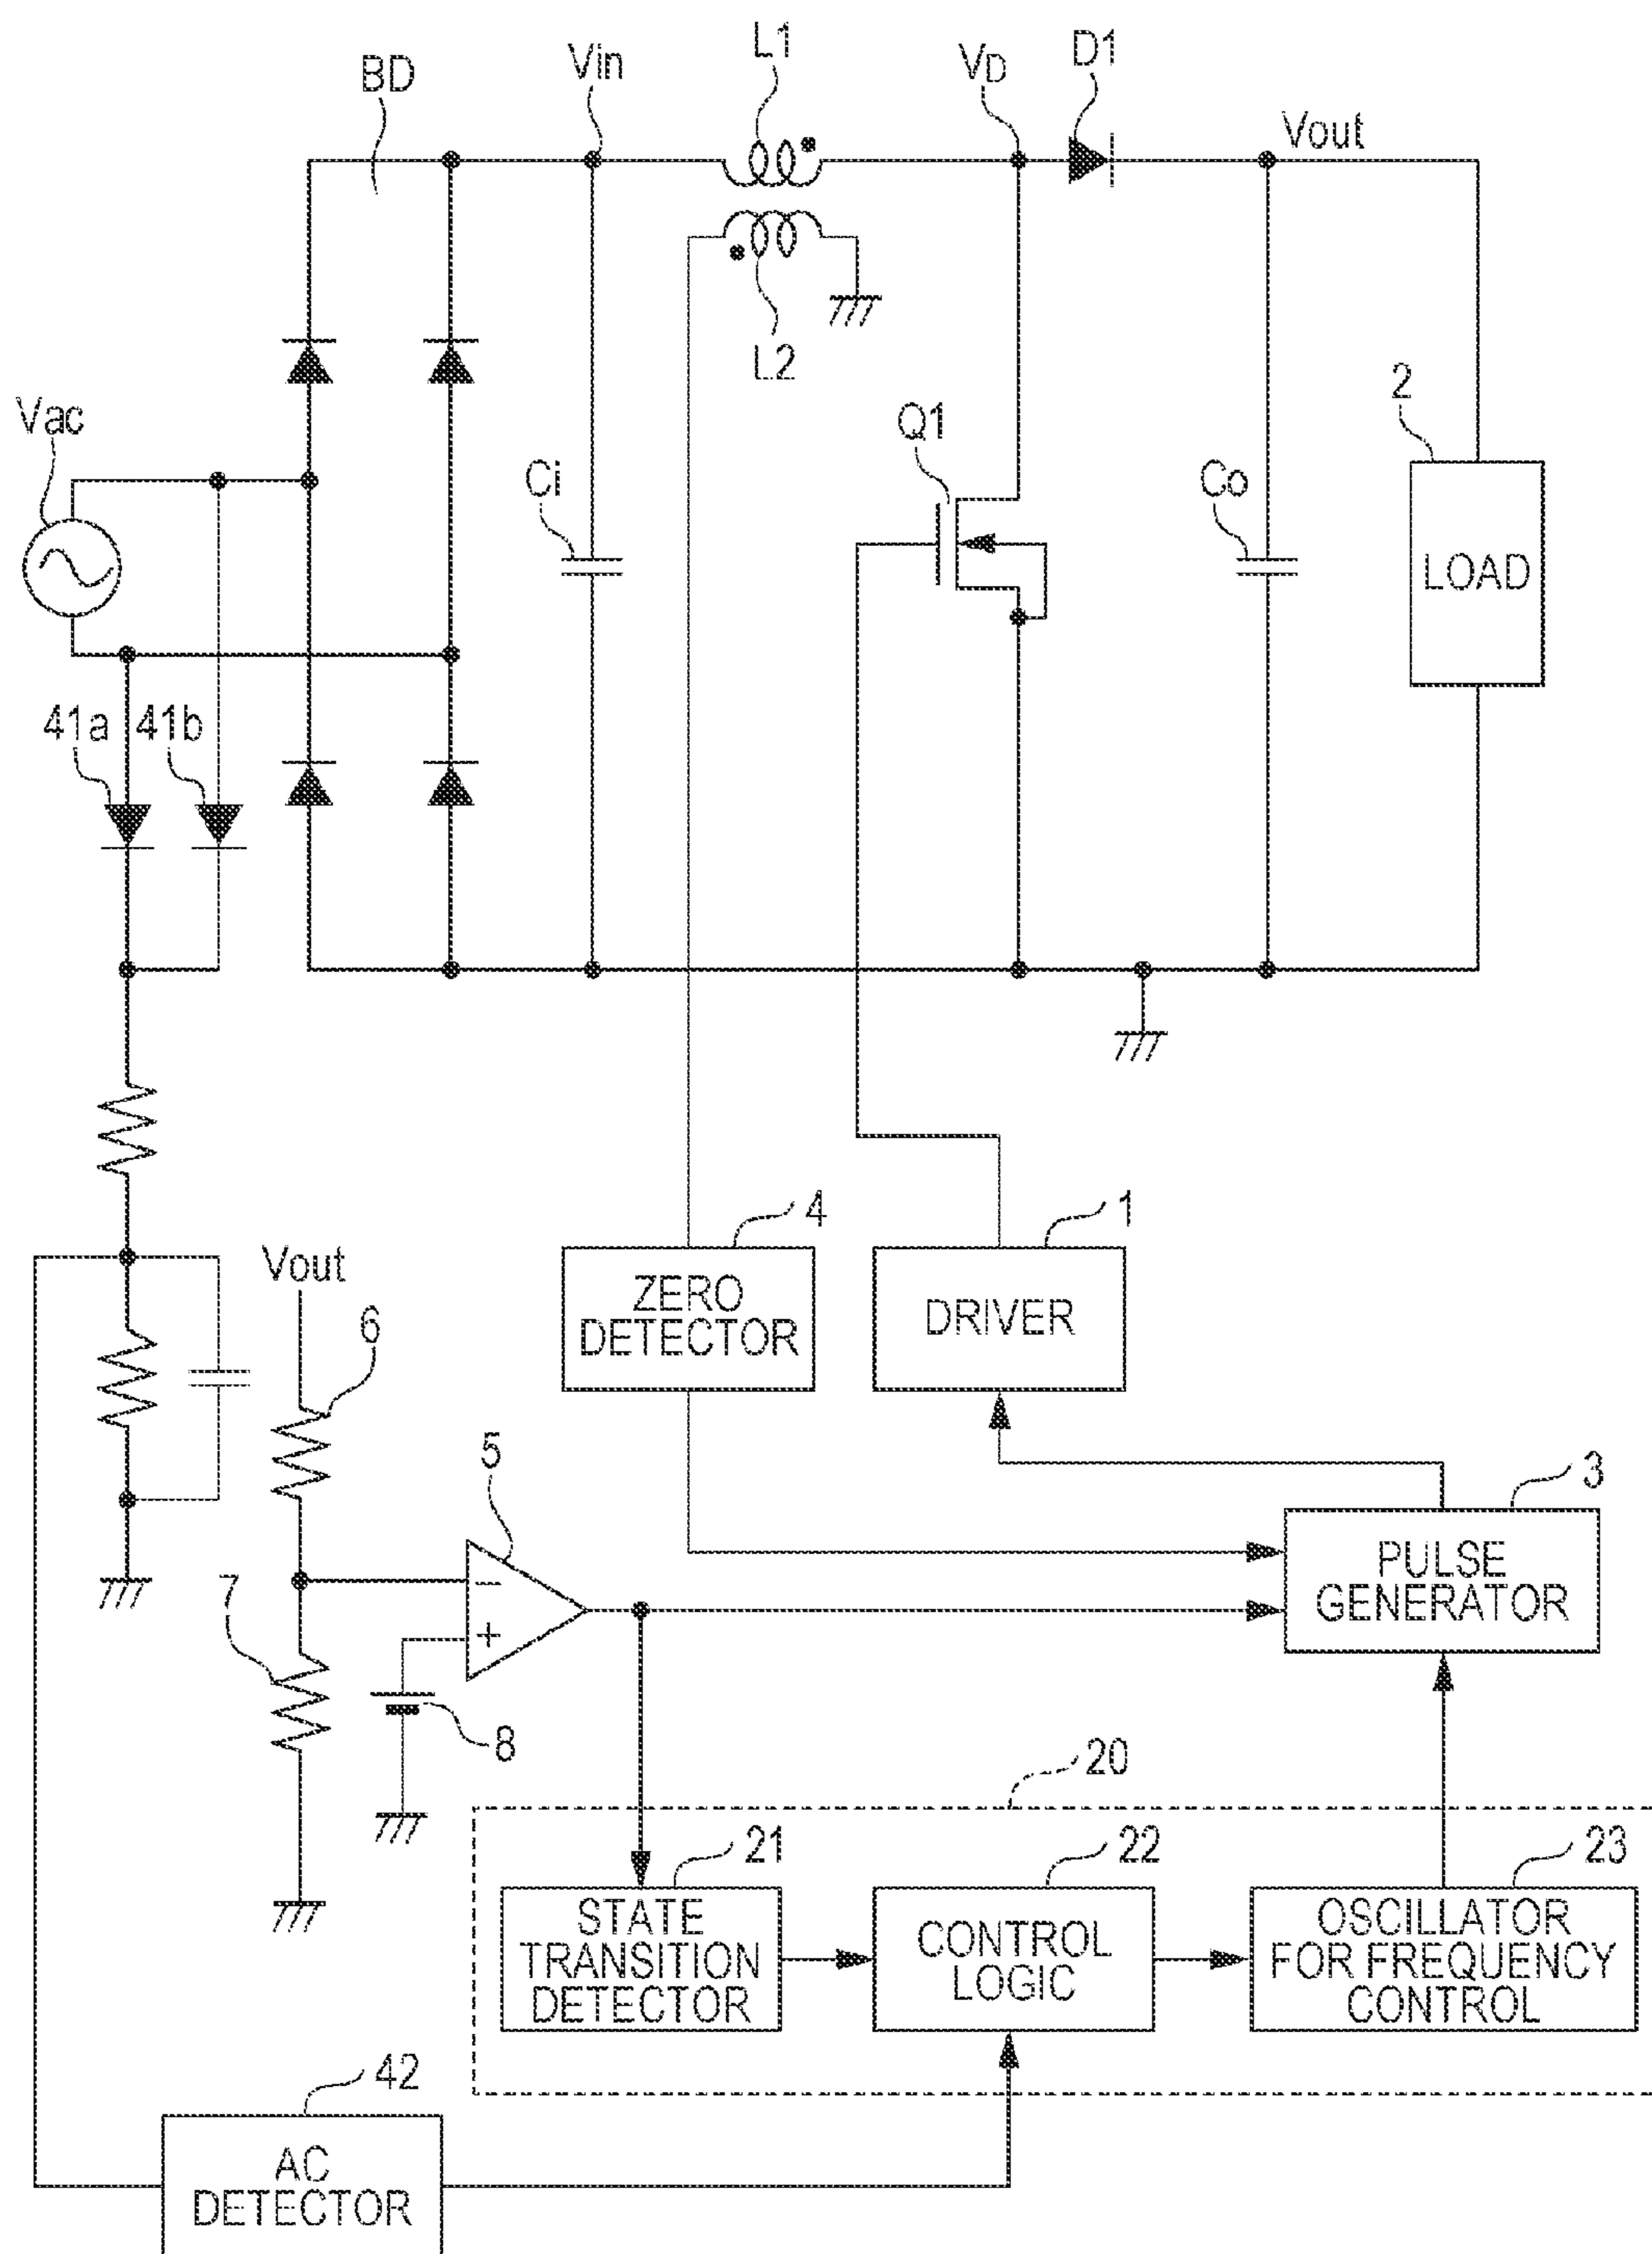 L1
BD
Vin
VD
D1
Vout
L2
Vac
2
Q1
Ci
Co
LOAD
41a
41b
4
1
Vout
6
ZERO
DETECTOR
DRIVER
5
3
7
−
+
PULSE
GENERATOR
8
20
21
22
23
STATE
TRANSITION
DETECTOR
CONTROL
LOGIC
OSCILLATOR
FOR FREQUENCY
CONTROL
42
AC
DETECTOR